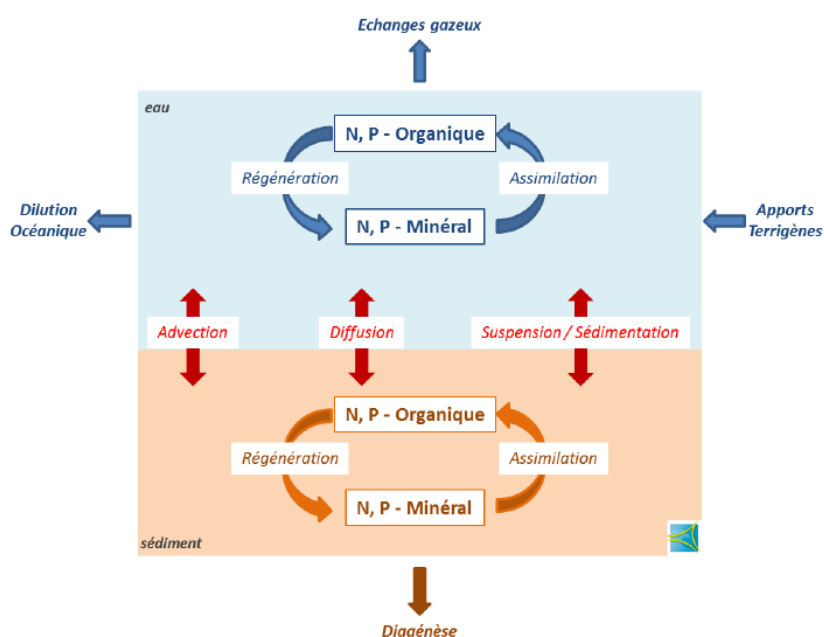 Echanges gazeux
eau
N, P - Organique
Régénération
Assimilation
Dilution
Océanique
Apports
Terrigènes
N, P - Minéral
Advection
Diffusion
Suspension / Sédimentation
N, P - Organique
Régénération
Assimilation
N, P - Minéral
sédiment
Diagénèse